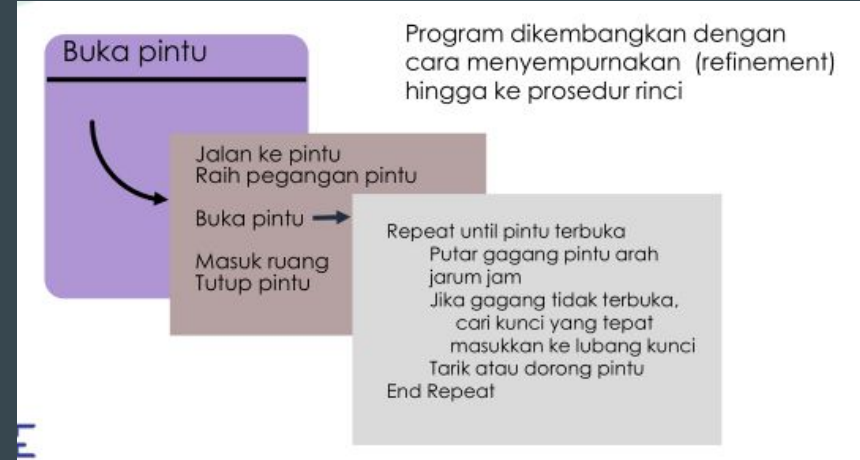 Buka pintu
Program dikembangkan dengan
cara menyempurnakan (refinement)
hingga ke prosedur rinci
Jalan ke pintu
Raih pegangan pintu
Buka pintu
Masuk ruang
Tutup pintu
Repeat until pintu terbuka
Putar gagang pintu arah
jarum jam
Jika gagang tidak terbuka,
cari kunci yang tepat
masukkan ke lubang kunci
Tarik atau dorong pintu
End Repeat